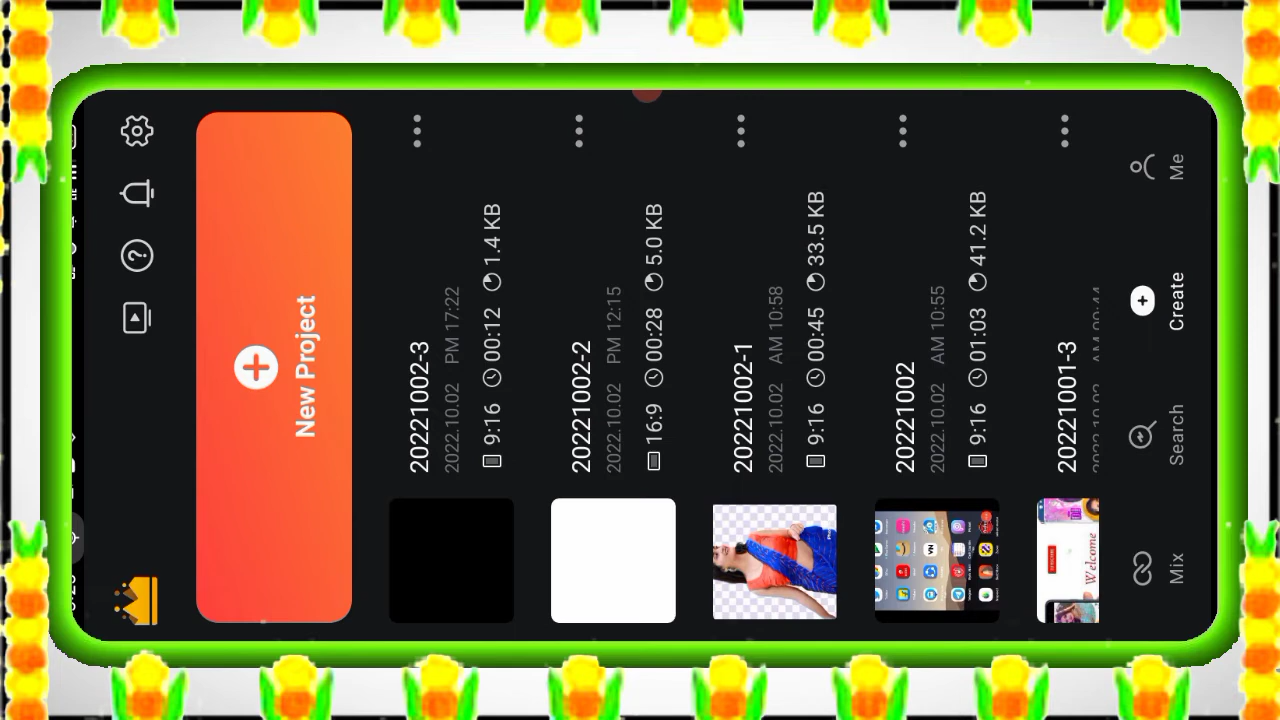 New Project
20221002-3
2022.10.02 PM 17:22
9:16 00:12 1.4 KB
20221002-2
2022.10.02 PM 12:15
16:9 00:28 5.0 KB
20221002-1
2022.10.02 AM 10:58
9:16 00:45 33.5 KB
20221002
2022.10.02 AM 10:55
9:16 01:03 41.2 KB
20221001-3
Welcome
Mix
Search
Create
Me